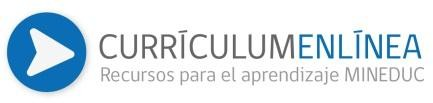 CURRÍCULUMENLÍNEA
Recursos para el aprendizaje MINEDUC